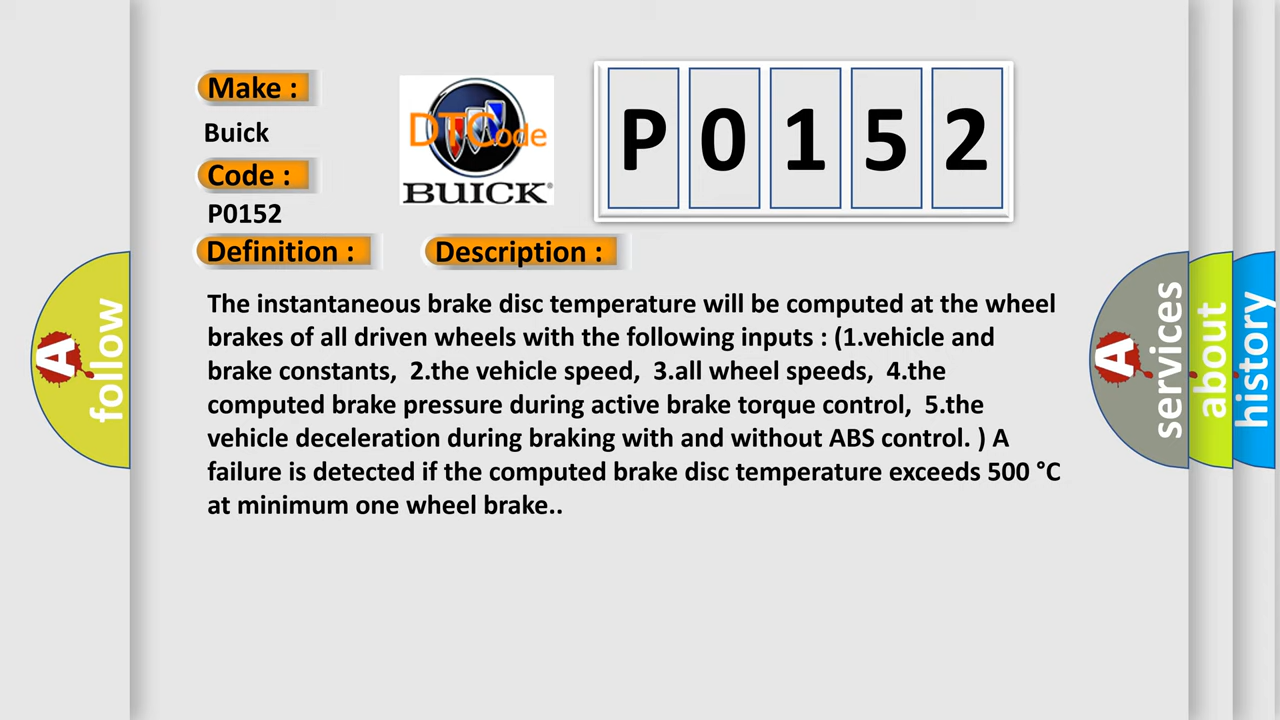 Make :
Buick
Code :
P0152
DTCode
BUICK
P0152
Definition :
Description :
The instantaneous brake disc temperature will be computed at the wheel
brakes of all driven wheels with the following inputs : (1.vehicle and
brake constants, 2.the vehicle speed, 3.all wheel speeds, 4.the
computed brake pressure during active brake torque control, 5.the
vehicle deceleration during braking with and without ABS control. ) A
failure is detected if the computed brake disc temperature exceeds 500 °C
at minimum one wheel brake..
A follow
A services
about
history